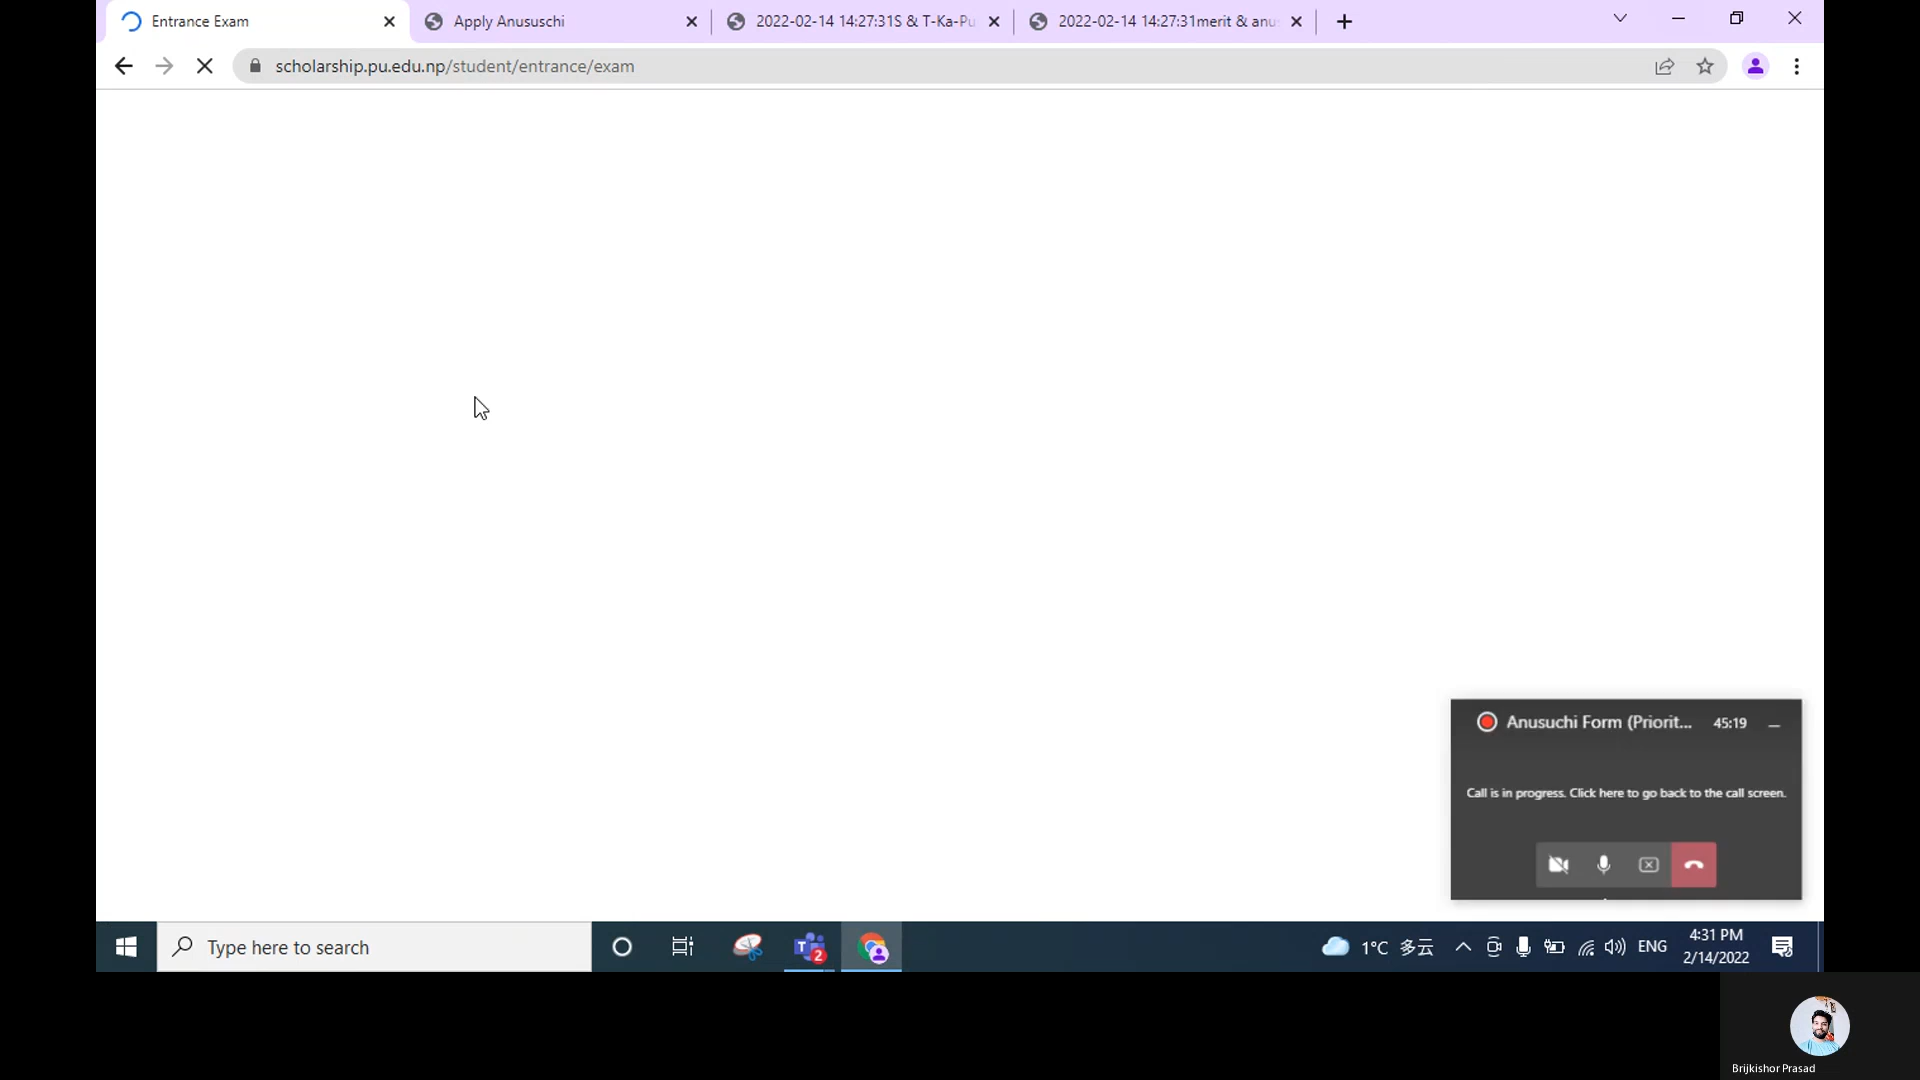 Entrance Exam
Apply Anususchi
2022-02-14 14:27:31S & T-Ka-Pu
2022-02-14 14:27:31merit & anu
scholarship.pu.edu.np/student/entrance/exam
Anusuchi Form (Priorit...
45:19
Call is in progress. Click here to go back to the call screen.
Type here to search
T
2
1°C 多云
ENG
4:31 PM
2/14/2022
Brijkishor Prasad